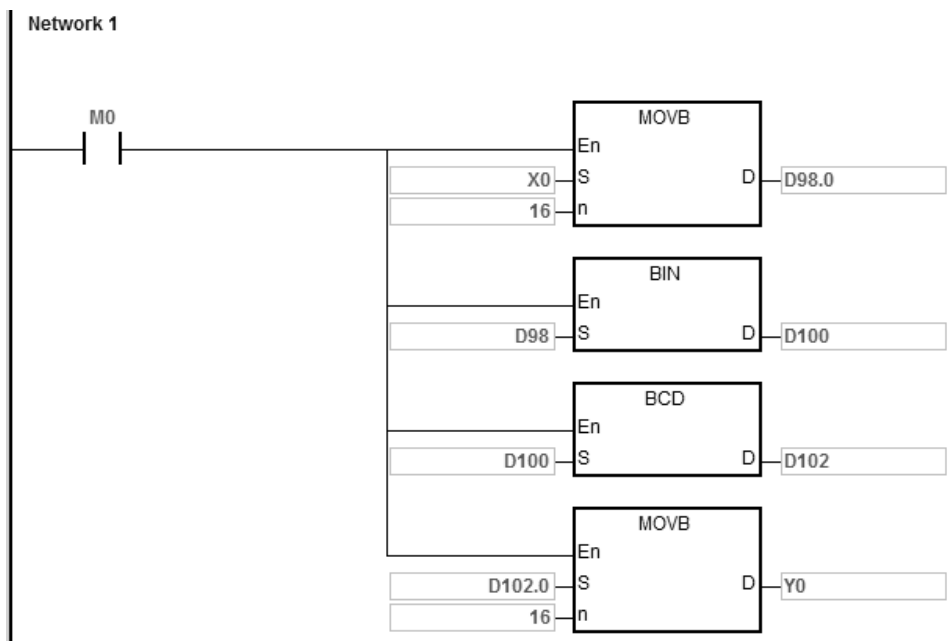 Network 1
M0
MOVB
En
X0 S D D98.0
16 n
BIN
En
D98 S D D100
BCD
En
D100 S D D102
MOVB
En
D102.0 S D Y0
16 n